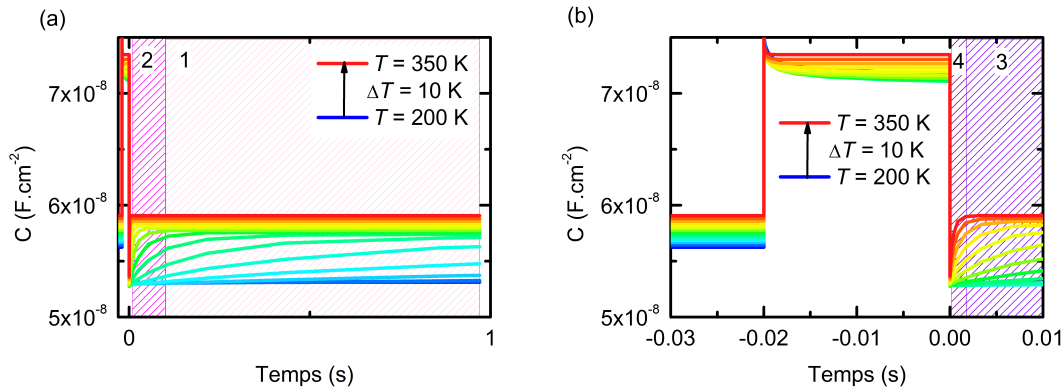 (a)
2
1
T = 350 K
ΔT = 10 K
T = 200 K
7x10⁻⁸
6x10⁻⁸
5x10⁻⁸
C (F.cm⁻²)
0
1
Temps (s)
(b)
4
3
T = 350 K
ΔT = 10 K
T = 200 K
7x10⁻⁸
6x10⁻⁸
5x10⁻⁸
C (F.cm⁻²)
-0.03
-0.02
-0.01
0.00
0.01
Temps (s)